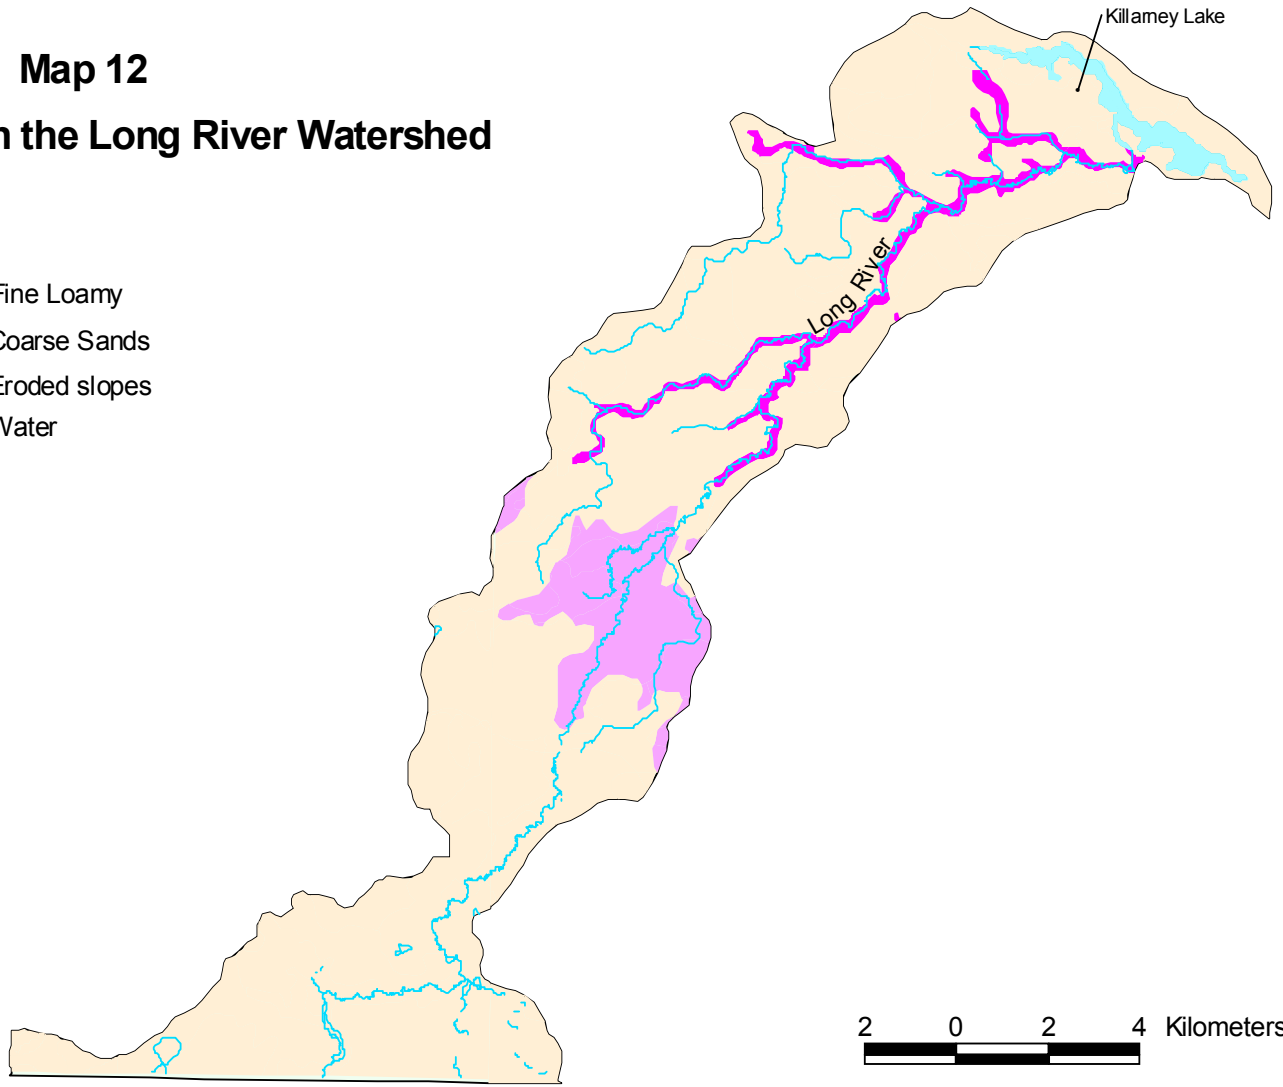 Killarney Lake
Map 12
the Long River Watershed
Long River
Fine Loamy
Coarse Sands
Eroded slopes
Water
2 0 2 4 Kilometers